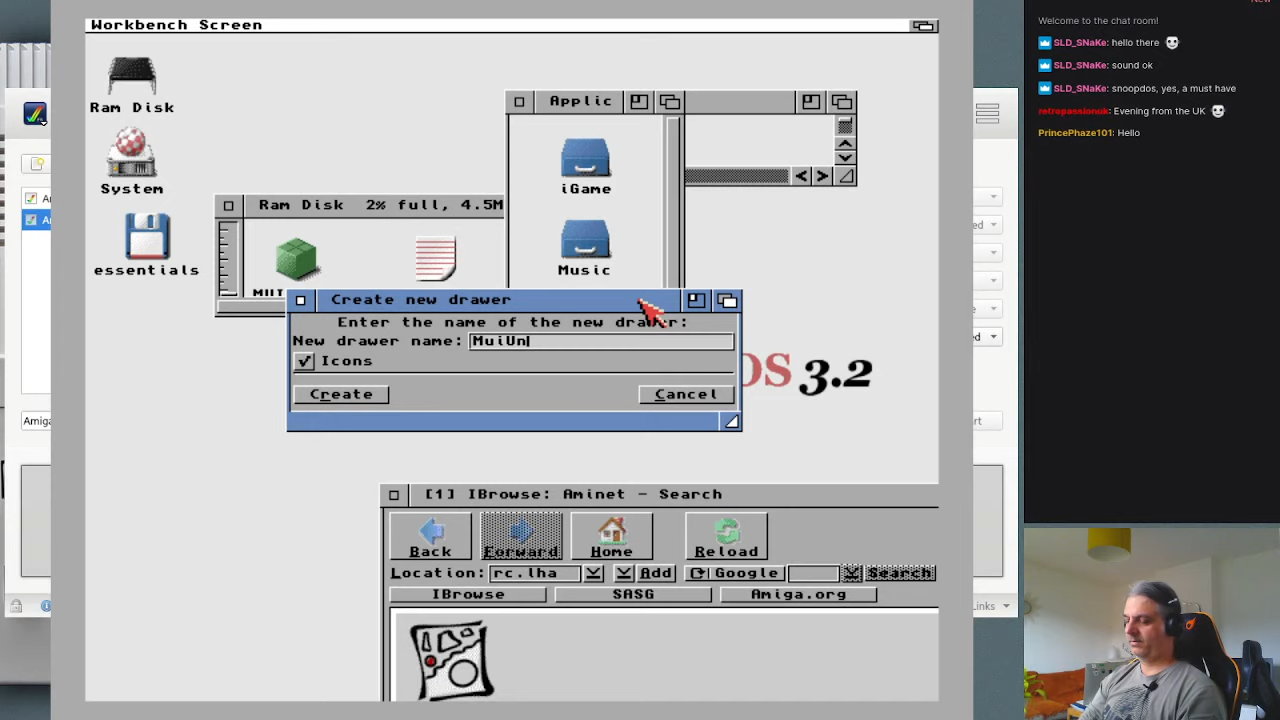 Workbench Screen
Ram Disk
System
essentials
Applic
iGame
Music
Ram Disk 2% full, 4.5M
Create new drawer
Enter the name of the new drawer:
New drawer name: MuiUn
Icons
Create
Cancel
OS 3.2
[1] IBrowse: Aminet - Search
Back
Forward
Home
Reload
Location: rc.lha
Add
Google
Search
IBrowse
SASG
Amiga.org
Amiga
Links
Welcome to the chat room!
SLD_SNaKe: hello there
SLD_SNaKe: sound ok
SLD_SNaKe: snoopdos, yes, a must have
retropassionuk: Evening from the UK
PrincePhaze101: Hello